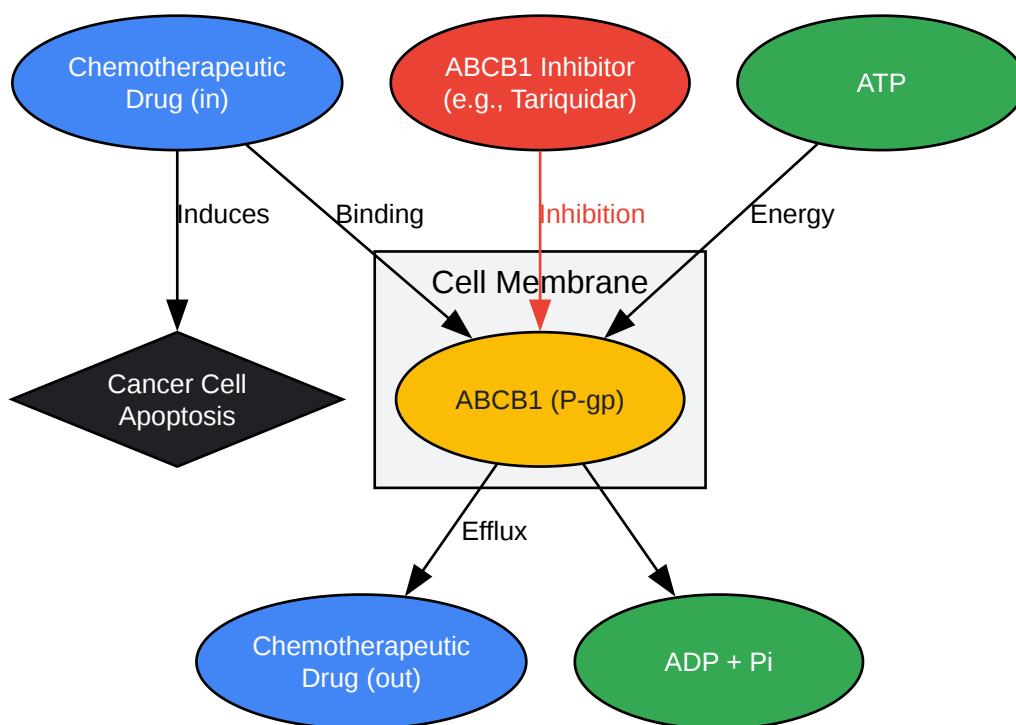 Chemotherapeutic
Drug (in)
ABCB1 Inhibitor
(e.g., Tariquidar)
ATP
Induces
Binding
Inhibition
Energy
Cell Membrane
Cancer Cell
Apoptosis
ABCB1 (P-gp)
Efflux
Chemotherapeutic
Drug (out)
ADP + Pi